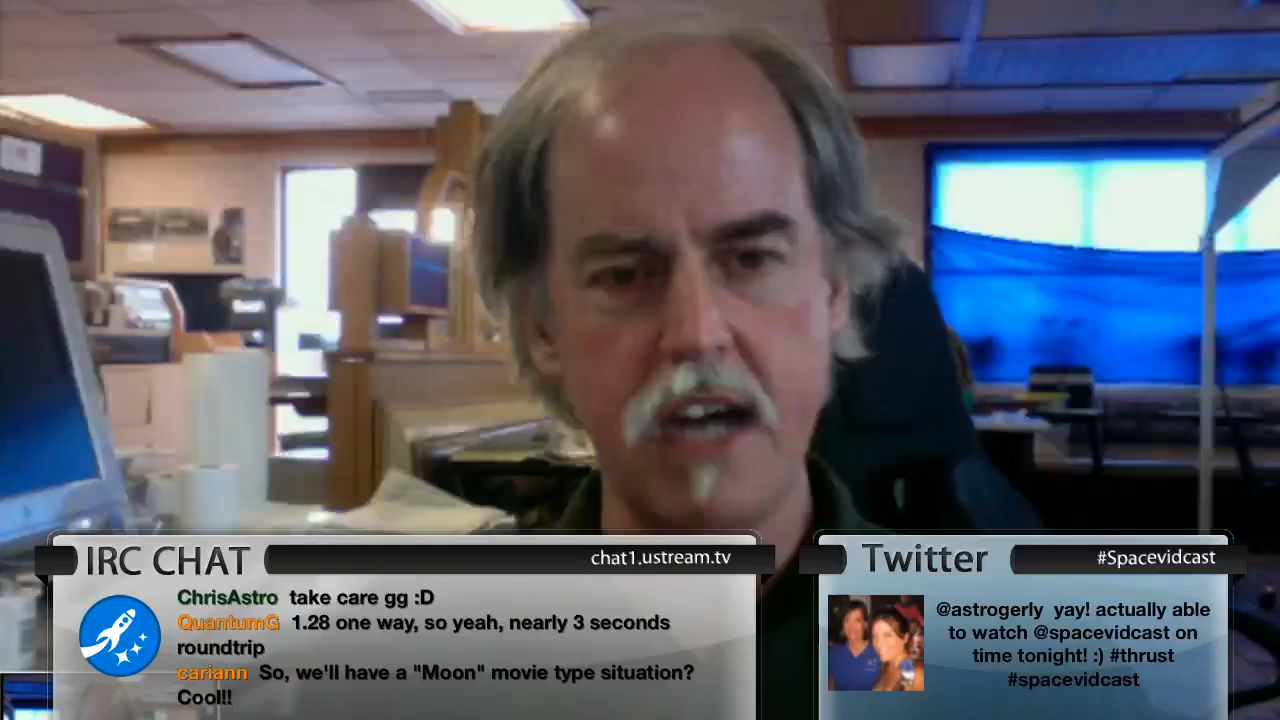 IRC CHAT
chat1.ustream.tv
ChrisAstro take care gg :D
QuantumG 1.28 one way, so yeah, nearly 3 seconds
roundtrip
cariann So, we'll have a "Moon" movie type situation?
Cool!!
Twitter
#Spacevidcast
@astrogerly yay! actually able
to watch @spacevidcast on
time tonight! :) #thrust
#spacevidcast